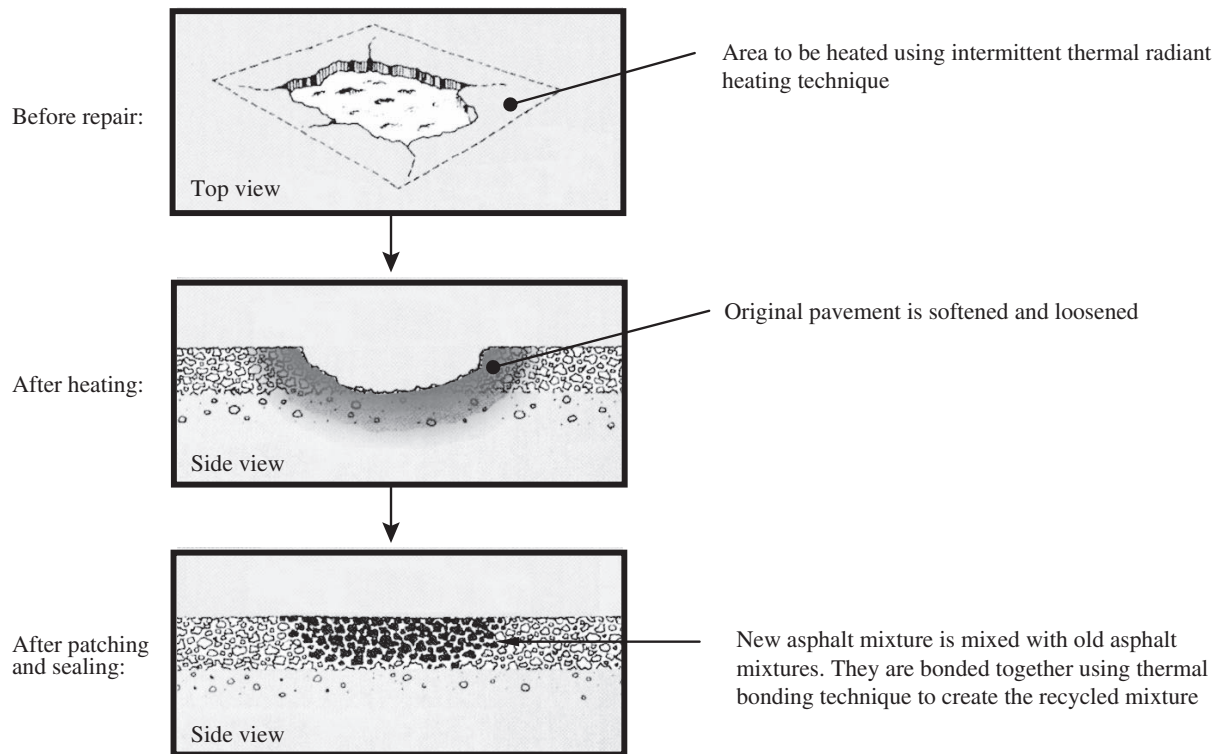 Before repair:
Top view
Area to be heated using intermittent thermal radiant
heating technique
After heating:
Side view
Original pavement is softened and loosened
After patching
and sealing:
Side view
New asphalt mixture is mixed with old asphalt
mixtures. They are bonded together using thermal
bonding technique to create the recycled mixture